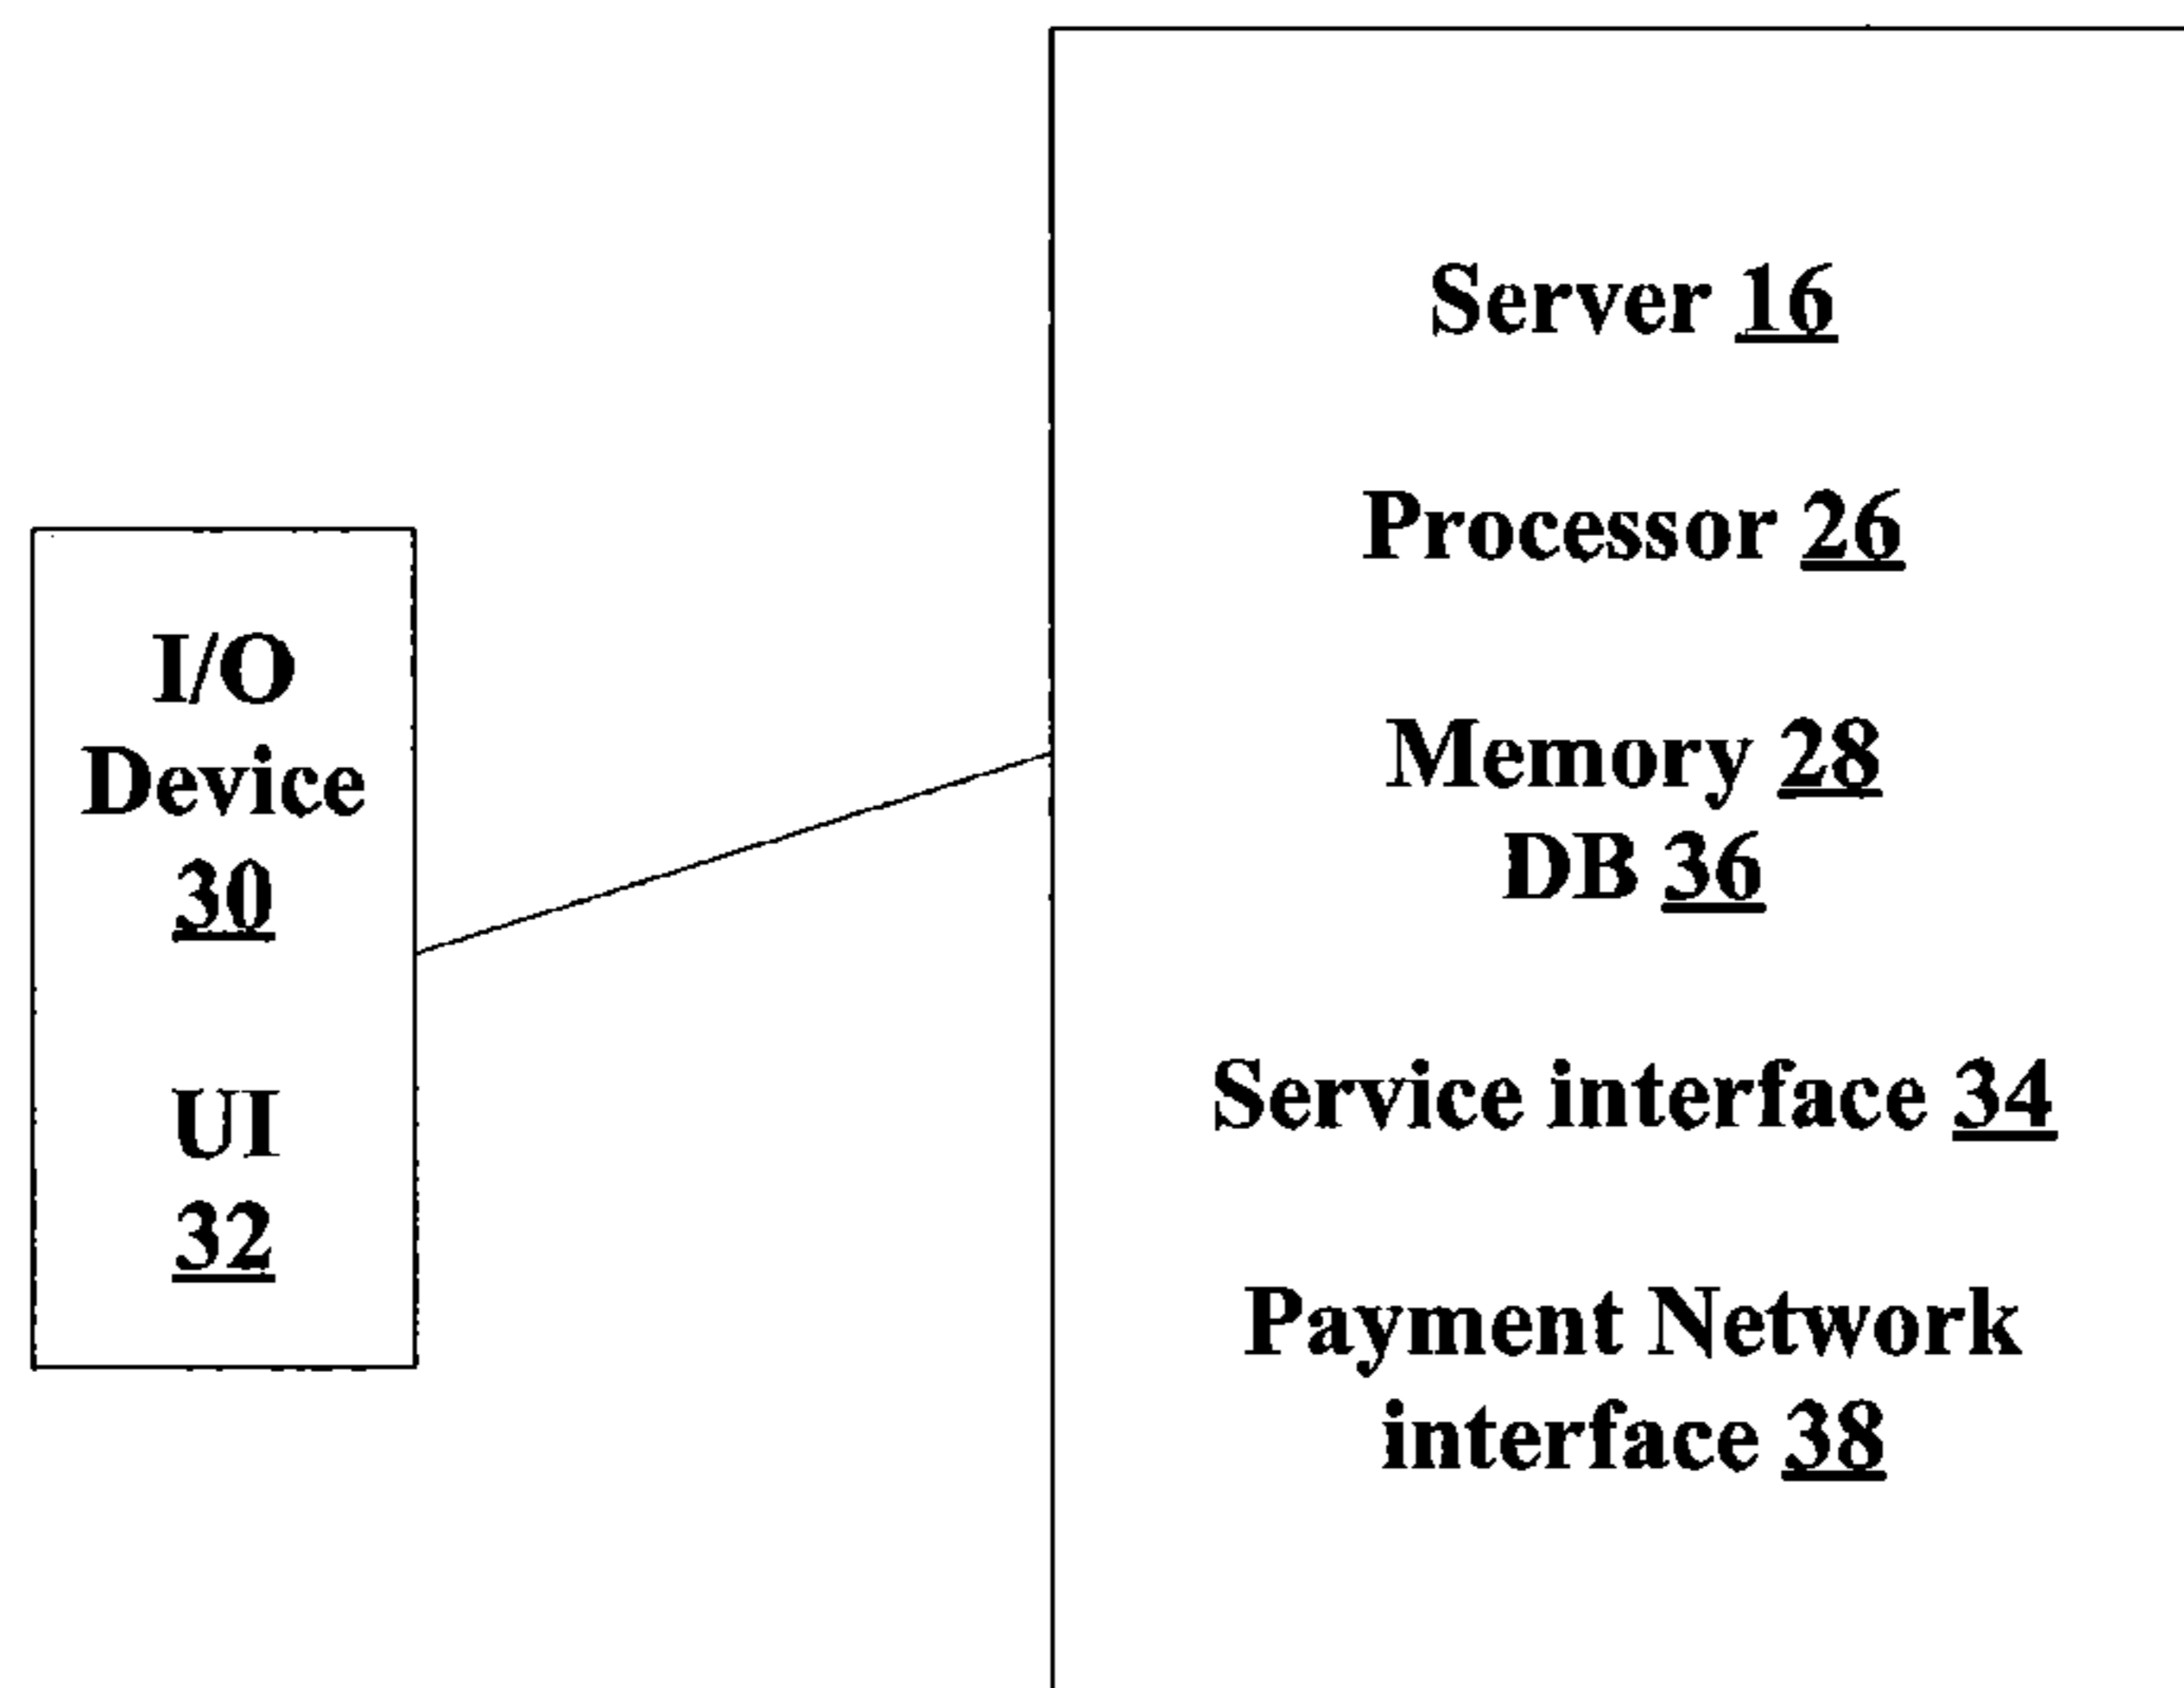 I/O
Device
30
UI
32
Server 16
Processor 26
Memory 28
DB 36
Service interface 34
Payment Network
interface 38